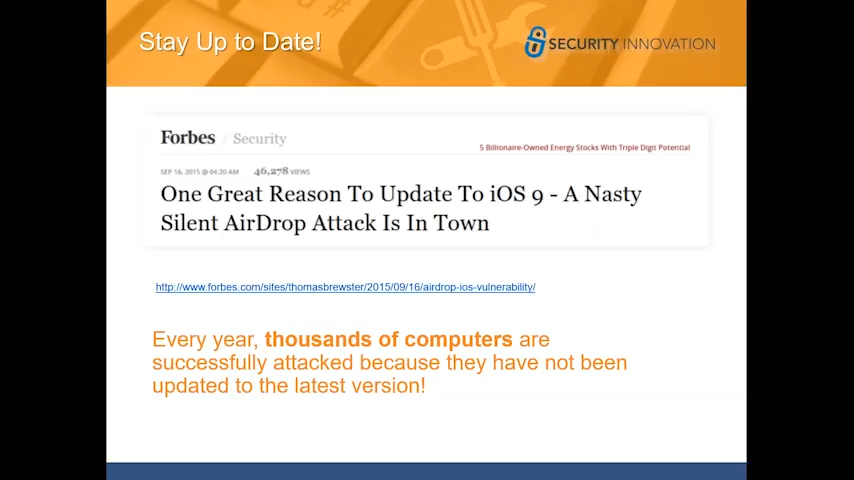 Stay Up to Date!
SECURITY INNOVATION
Forbes / Security
5 Billionaire-Owned Energy Stocks With Triple Digit Potential
SEP 16, 2015 @ 04:20 AM 46,278 VIEWS
One Great Reason To Update To iOS 9 - A Nasty
Silent AirDrop Attack Is In Town
http://www.forbes.com/sites/thomasbrewster/2015/09/16/airdrop-ios-vulnerability/
Every year, thousands of computers are
successfully attacked because they have not been
updated to the latest version!